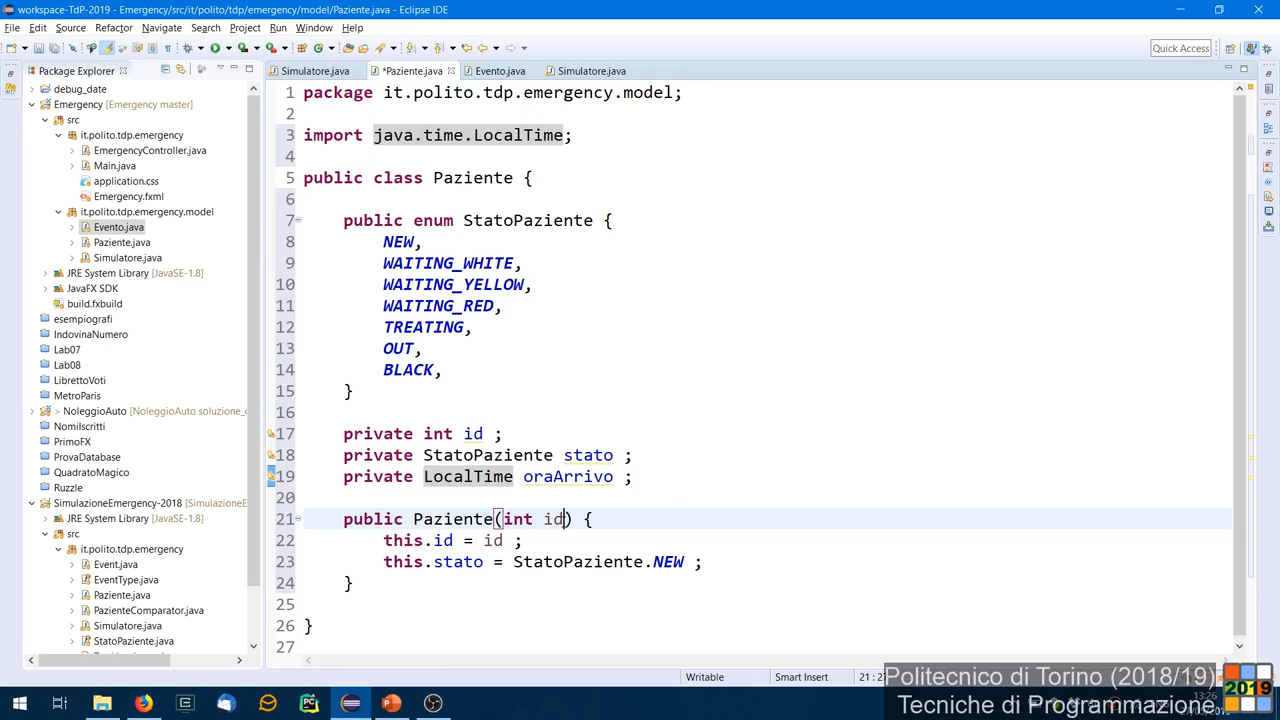 workspace-TdP-2019 - Emergency/src/it/polito/tdp/emergency/model/Paziente.java - Eclipse IDE
File Edit Source Refactor Navigate Search Project Run Window Help
Quick Access
Package Explorer
Simulatore.java
*Paziente.java
Evento.java
Simulatore.java
debug_date
Emergency [Emergency master]
src
it.polito.tdp.emergency
EmergencyController.java
Main.java
application.css
Emergency.fxml
it.polito.tdp.emergency.model
Evento.java
Paziente.java
Simulatore.java
JRE System Library [JavaSE-1.8]
JavaFX SDK
build.fxbuild
esempiografi
IndovinaNumero
Lab07
Lab08
LibrettoVoti
MetroParis
> NoleggioAuto [NoleggioAuto soluzione_
NomiIscritti
PrimoFX
ProvaDatabase
QuadratoMagico
Ruzzle
SimulazioneEmergency-2018 [SimulazioneE
JRE System Library [JavaSE-1.8]
src
it.polito.tdp.emergency
Event.java
EventType.java
Paziente.java
PazienteComparator.java
Simulatore.java
StatoPaziente.java
1 package it.polito.tdp.emergency.model;
2
3 import java.time.LocalTime;
4
5 public class Paziente {
6
7 public enum StatoPaziente {
8 NEW,
9 WAITING_WHITE,
10 WAITING_YELLOW,
11 WAITING_RED,
12 TREATING,
13 OUT,
14 BLACK,
15 }
16
17 private int id ;
18 private StatoPaziente stato ;
19 private LocalTime oraArrivo ;
20
21 public Paziente(int id) {
22 this.id = id ;
23 this.stato = StatoPaziente.NEW ;
24 }
25
26 }
27
Writable
Smart Insert
Politecnico di Torino (2018/19)
Tecniche di Programmazione
2019
13:26